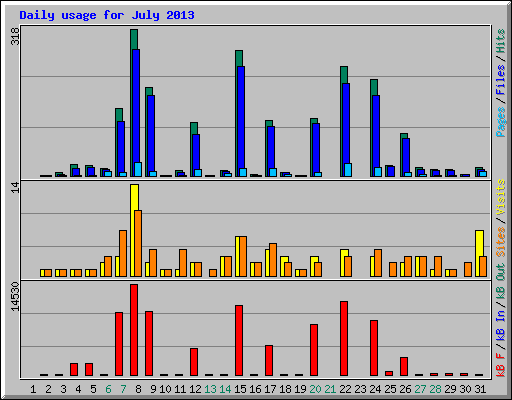 Daily usage for July 2013
318
14
14530
Pages / Files / Hits
Sites / Visits
kB F / kB In / kB Out
1 2 3 4 5 6 7 8 9 10 11 12 13 14 15 16 17 18 19 20 21 22 23 24 25 26 27 28 29 30 31